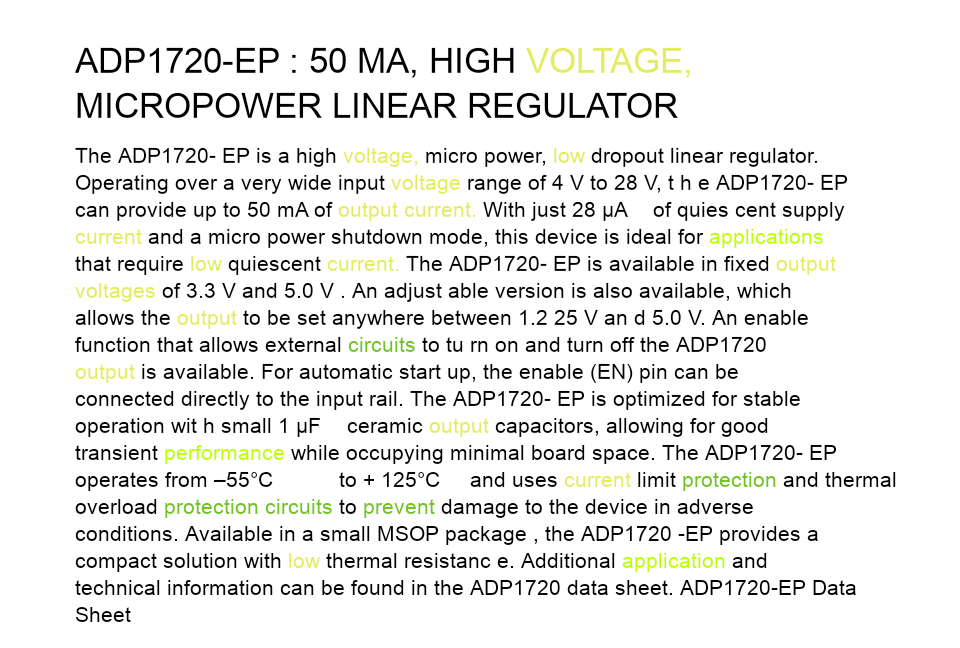 ADP1720-EP : 50 MA, HIGH VOLTAGE,
MICROPOWER LINEAR REGULATOR
The ADP1720- EP is a high voltage, micro power, low dropout linear regulator.
Operating over a very wide input voltage range of 4 V to 28 V, t h e ADP1720- EP
can provide up to 50 mA of output current. With just 28 μA of quies cent supply
current and a micro power shutdown mode, this device is ideal for applications
that require low quiescent current. The ADP1720- EP is available in fixed output
voltages of 3.3 V and 5.0 V . An adjust able version is also available, which
allows the output to be set anywhere between 1.2 25 V an d 5.0 V. An enable
function that allows external circuits to tu rn on and turn off the ADP1720
output is available. For automatic start up, the enable (EN) pin can be
connected directly to the input rail. The ADP1720- EP is optimized for stable
operation wit h small 1 μF ceramic output capacitors, allowing for good
transient performance while occupying minimal board space. The ADP1720- EP
operates from –55°C to + 125°C and uses current limit protection and thermal
overload protection circuits to prevent damage to the device in adverse
conditions. Available in a small MSOP package , the ADP1720 -EP provides a
compact solution with low thermal resistanc e. Additional application and
technical information can be found in the ADP1720 data sheet. ADP1720-EP Data
Sheet